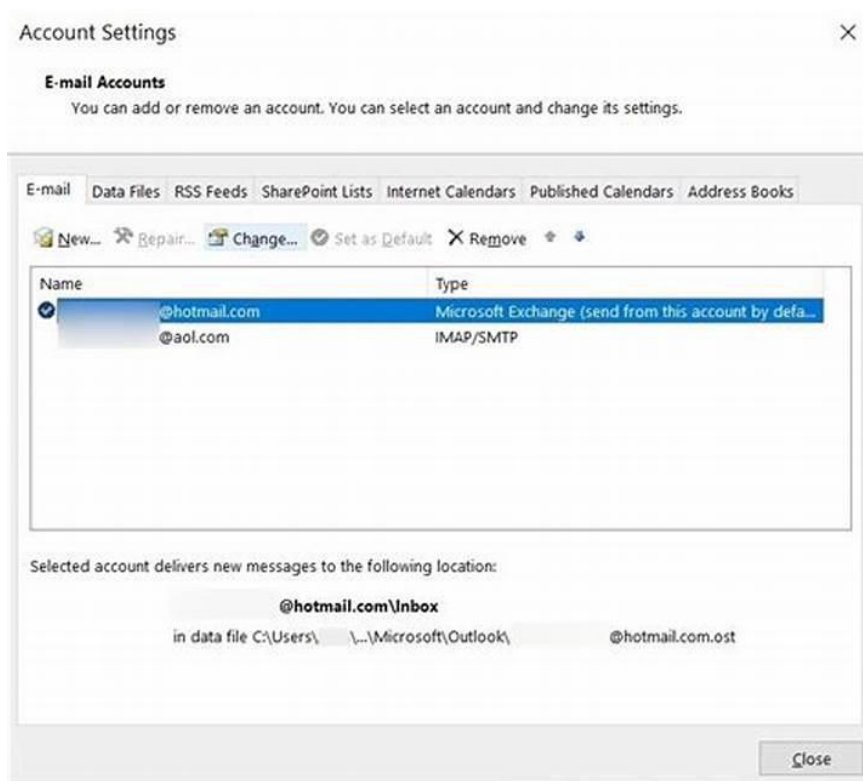 Account Settings
E-mail Accounts
You can add or remove an account. You can select an account and change its settings.
E-mail Data Files RSS Feeds SharePoint Lists Internet Calendars Published Calendars Address Books
New... Repair... Change... Set as Default Remove
Name Type
@hotmail.com Microsoft Exchange (send from this account by defa...
@aol.com IMAP/SMTP
Selected account delivers new messages to the following location:
@hotmail.com\Inbox
in data file C:\Users\ \...\Microsoft\Outlook\ @hotmail.com.ost
Close